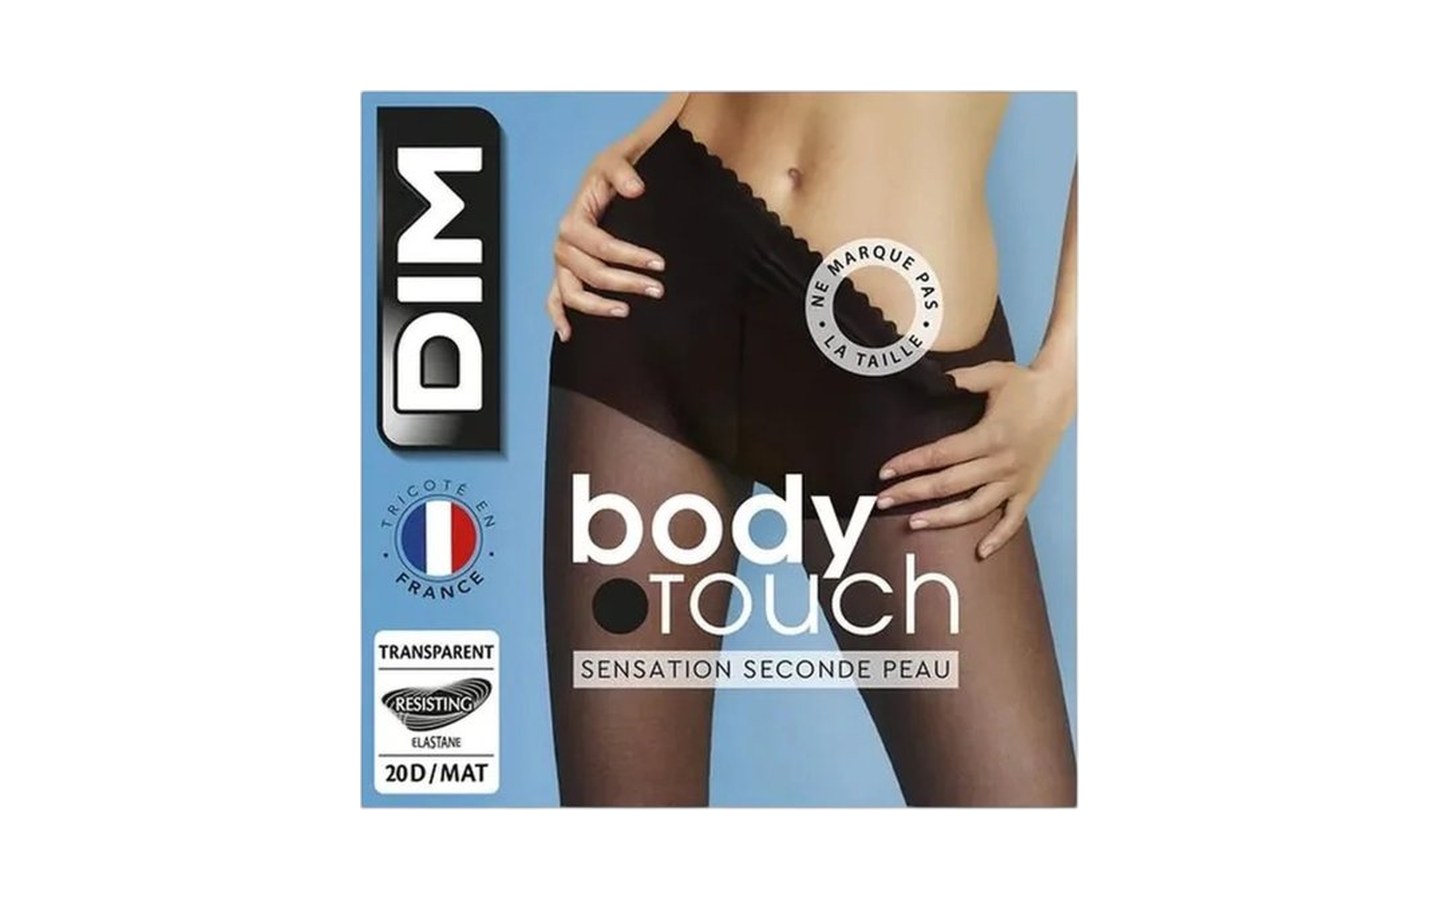 DIM
NE MARQUE PAS
LA TAILLE
TRICOTÉ EN
FRANCE
body
TOUCH
SENSATION SECONDE PEAU
TRANSPARENT
RESISTING
ELASTANE
20D/MAT